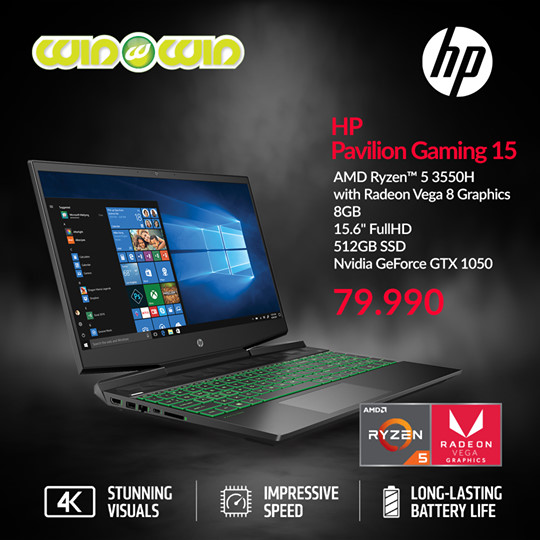 win win
hp
HP
Pavilion Gaming 15
AMD Ryzen™ 5 3550H
with Radeon Vega 8 Graphics
8GB
15.6" FullHD
512GB SSD
Nvidia GeForce GTX 1050
79.990
hp
AMD
RYZEN
5
RADEON
VEGA
GRAPHICS
4K
STUNNING
VISUALS
IMPRESSIVE
SPEED
LONG-LASTING
BATTERY LIFE